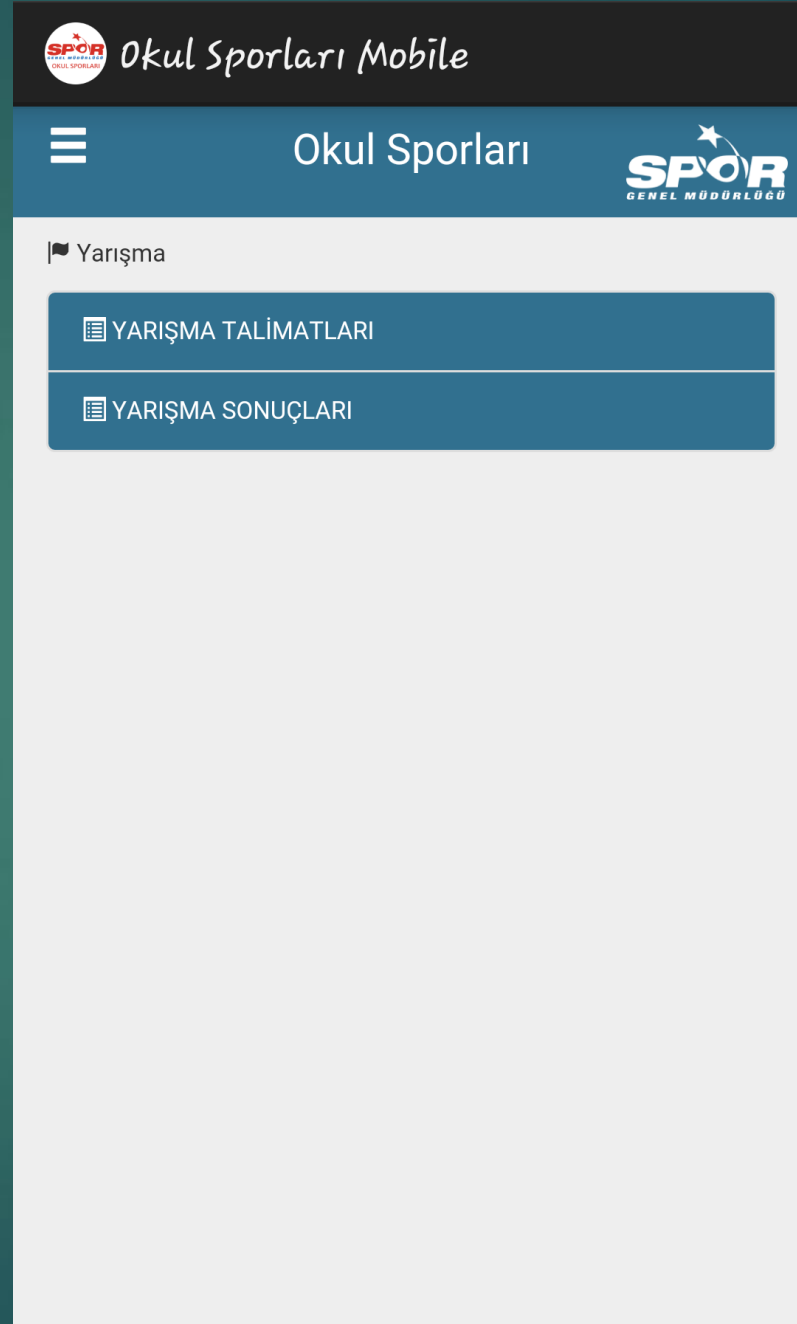 SPOR
GENEL MÜDÜRLÜĞÜ
OKUL SPORLARI
Okul Sporları Mobile
Okul Sporları
SPOR
GENEL MÜDÜRLÜĞÜ
Yarışma
YARIŞMA TALİMATLARI
YARIŞMA SONUÇLARI